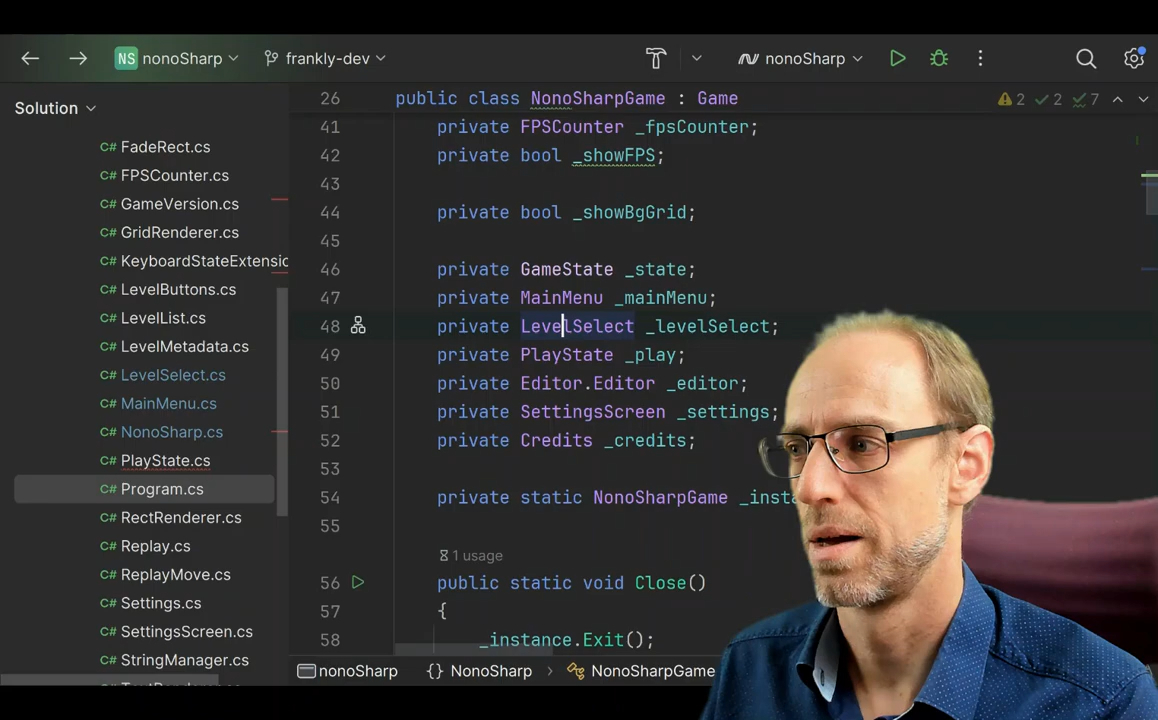 NS nonoSharp frankly-dev nonoSharp
Solution
FadeRect.cs
FPSCounter.cs
GameVersion.cs
GridRenderer.cs
KeyboardStateExtensio
LevelButtons.cs
LevelList.cs
LevelMetadata.cs
LevelSelect.cs
MainMenu.cs
NonoSharp.cs
PlayState.cs
Program.cs
RectRenderer.cs
Replay.cs
ReplayMove.cs
Settings.cs
SettingsScreen.cs
StringManager.cs
26 public class NonoSharpGame : Game 2 2 7
41 private FPSCounter _fpsCounter;
42 private bool _showFPS;
43
44 private bool _showBgGrid;
45
46 private GameState _state;
47 private MainMenu _mainMenu;
48 private LevelSelect _levelSelect;
49 private PlayState _play;
50 private Editor.Editor _editor;
51 private SettingsScreen _settings;
52 private Credits _credits;
53
54 private static NonoSharpGame _insta
55
1 usage
56 public static void Close()
57 {
58 _instance.Exit();
nonoSharp {} NonoSharp > NonoSharpGame